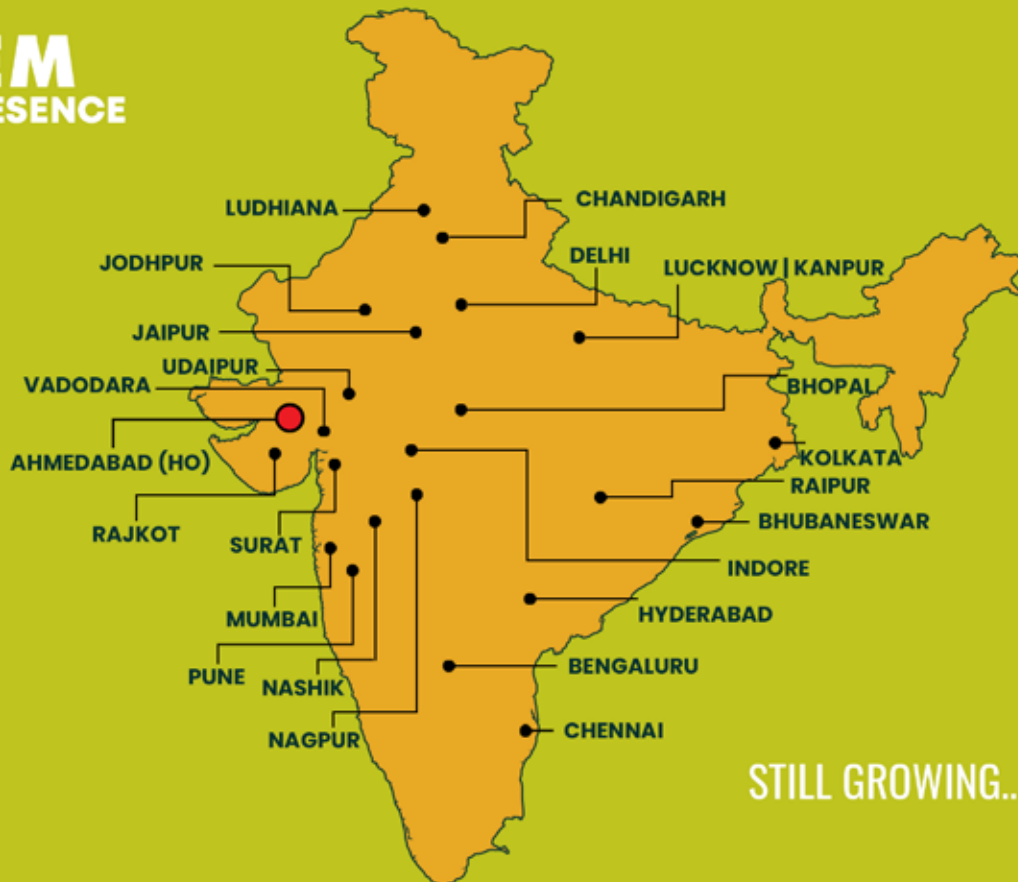 EM
ESENCE
LUDHIANA
CHANDIGARH
JODHPUR
DELHI
LUCKNOW | KANPUR
JAIPUR
UDAIPUR
VADODARA
BHOPAL
AHMEDABAD (HO)
KOLKATA
RAIPUR
RAJKOT
SURAT
BHUBANESWAR
INDORE
MUMBAI
HYDERABAD
PUNE
NASHIK
BENGALURU
NAGPUR
CHENNAI
STILL GROWING..